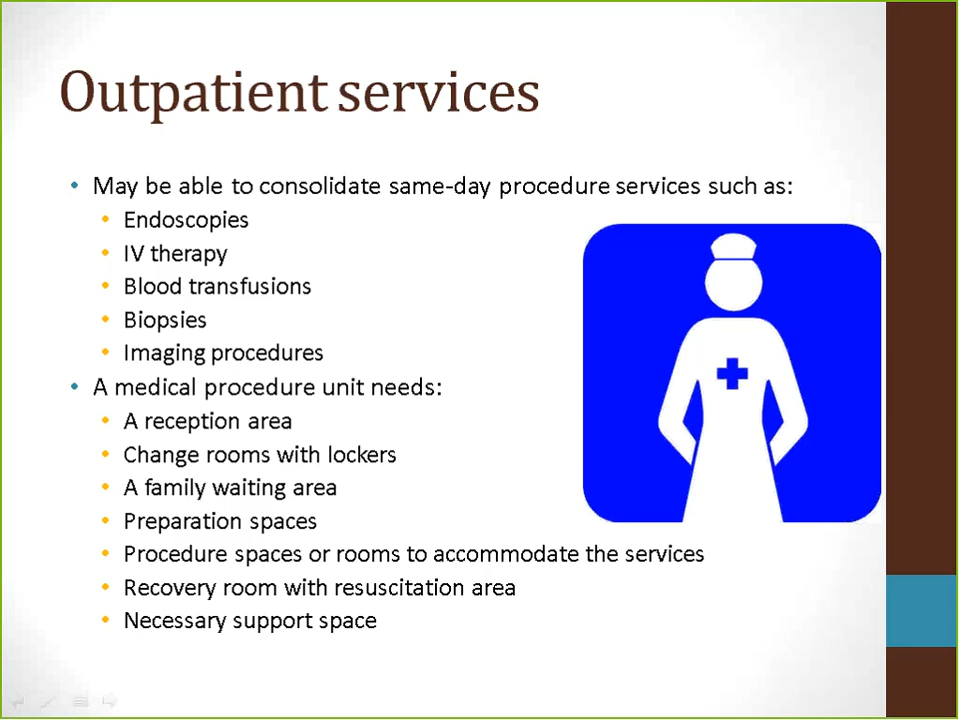 Outpatient services
• May be able to consolidate same-day procedure services such as:
• Endoscopies
• IV therapy
• Blood transfusions
• Biopsies
• Imaging procedures
• A medical procedure unit needs:
• A reception area
• Change rooms with lockers
• A family waiting area
• Preparation spaces
• Procedure spaces or rooms to accommodate the services
• Recovery room with resuscitation area
• Necessary support space